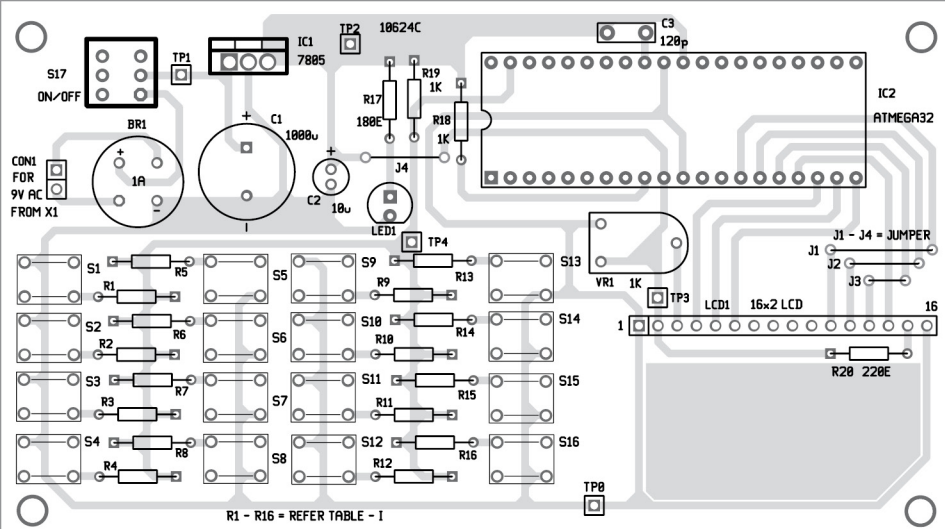 TP2
10624C
C3
120p
IC1
7805
TP1
S17
ON/OFF
R19
1K
R17
180E
R18
1K
IC2
ATMEGA32
BR1
+
1A
-
+
C1
1000u
-
CON1
FOR
9V AC
FROM X1
+
C2
10u
J4
LED1
TP4
VR1
1K
J1 - J4 = JUMPER
J1
J2
J3
TP3
LCD1
16x2 LCD
1
16
R20
220E
S1
R5
R1
S5
S9
R13
R9
S13
S2
R6
R2
S6
S10
R14
R10
S14
S3
R7
R3
S7
S11
R15
R11
S15
S4
R8
R4
S8
S12
R16
R12
S16
TP0
R1 - R16 = REFER TABLE - I